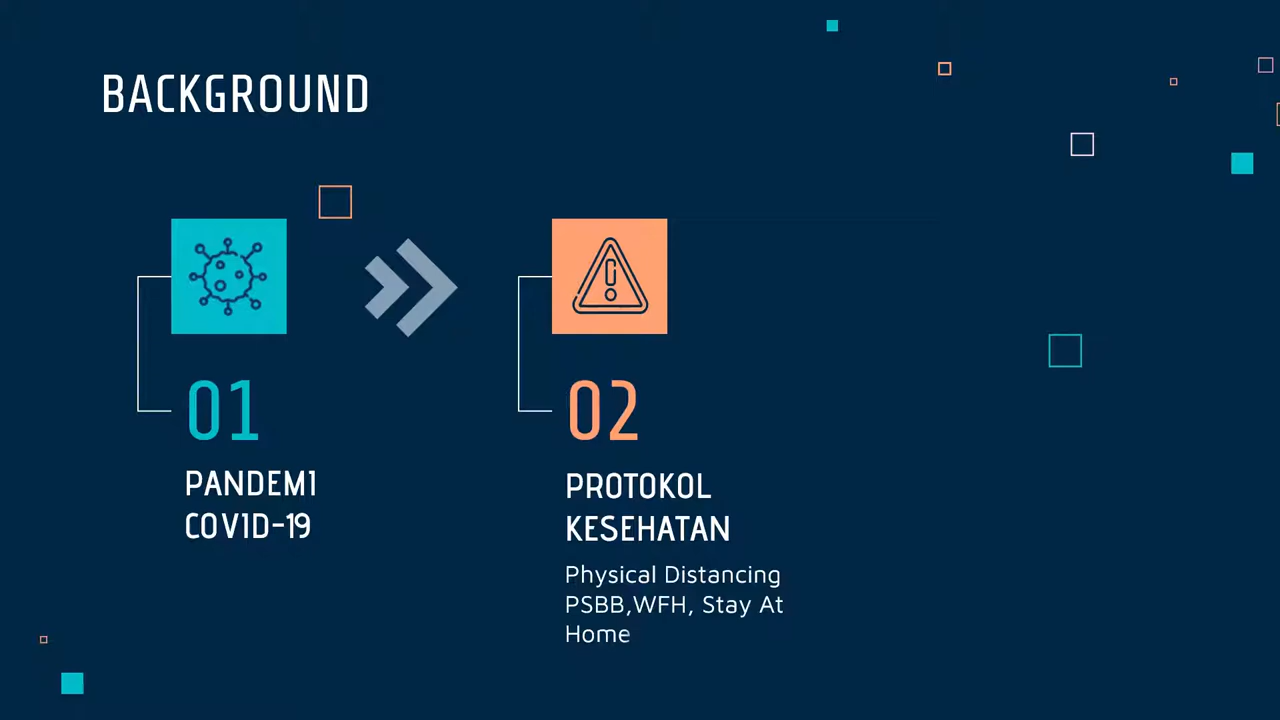 BACKGROUND
01
PANDEMI
COVID-19
02
PROTOKOL
KESEHATAN
Physical Distancing
PSBB,WFH, Stay At
Home